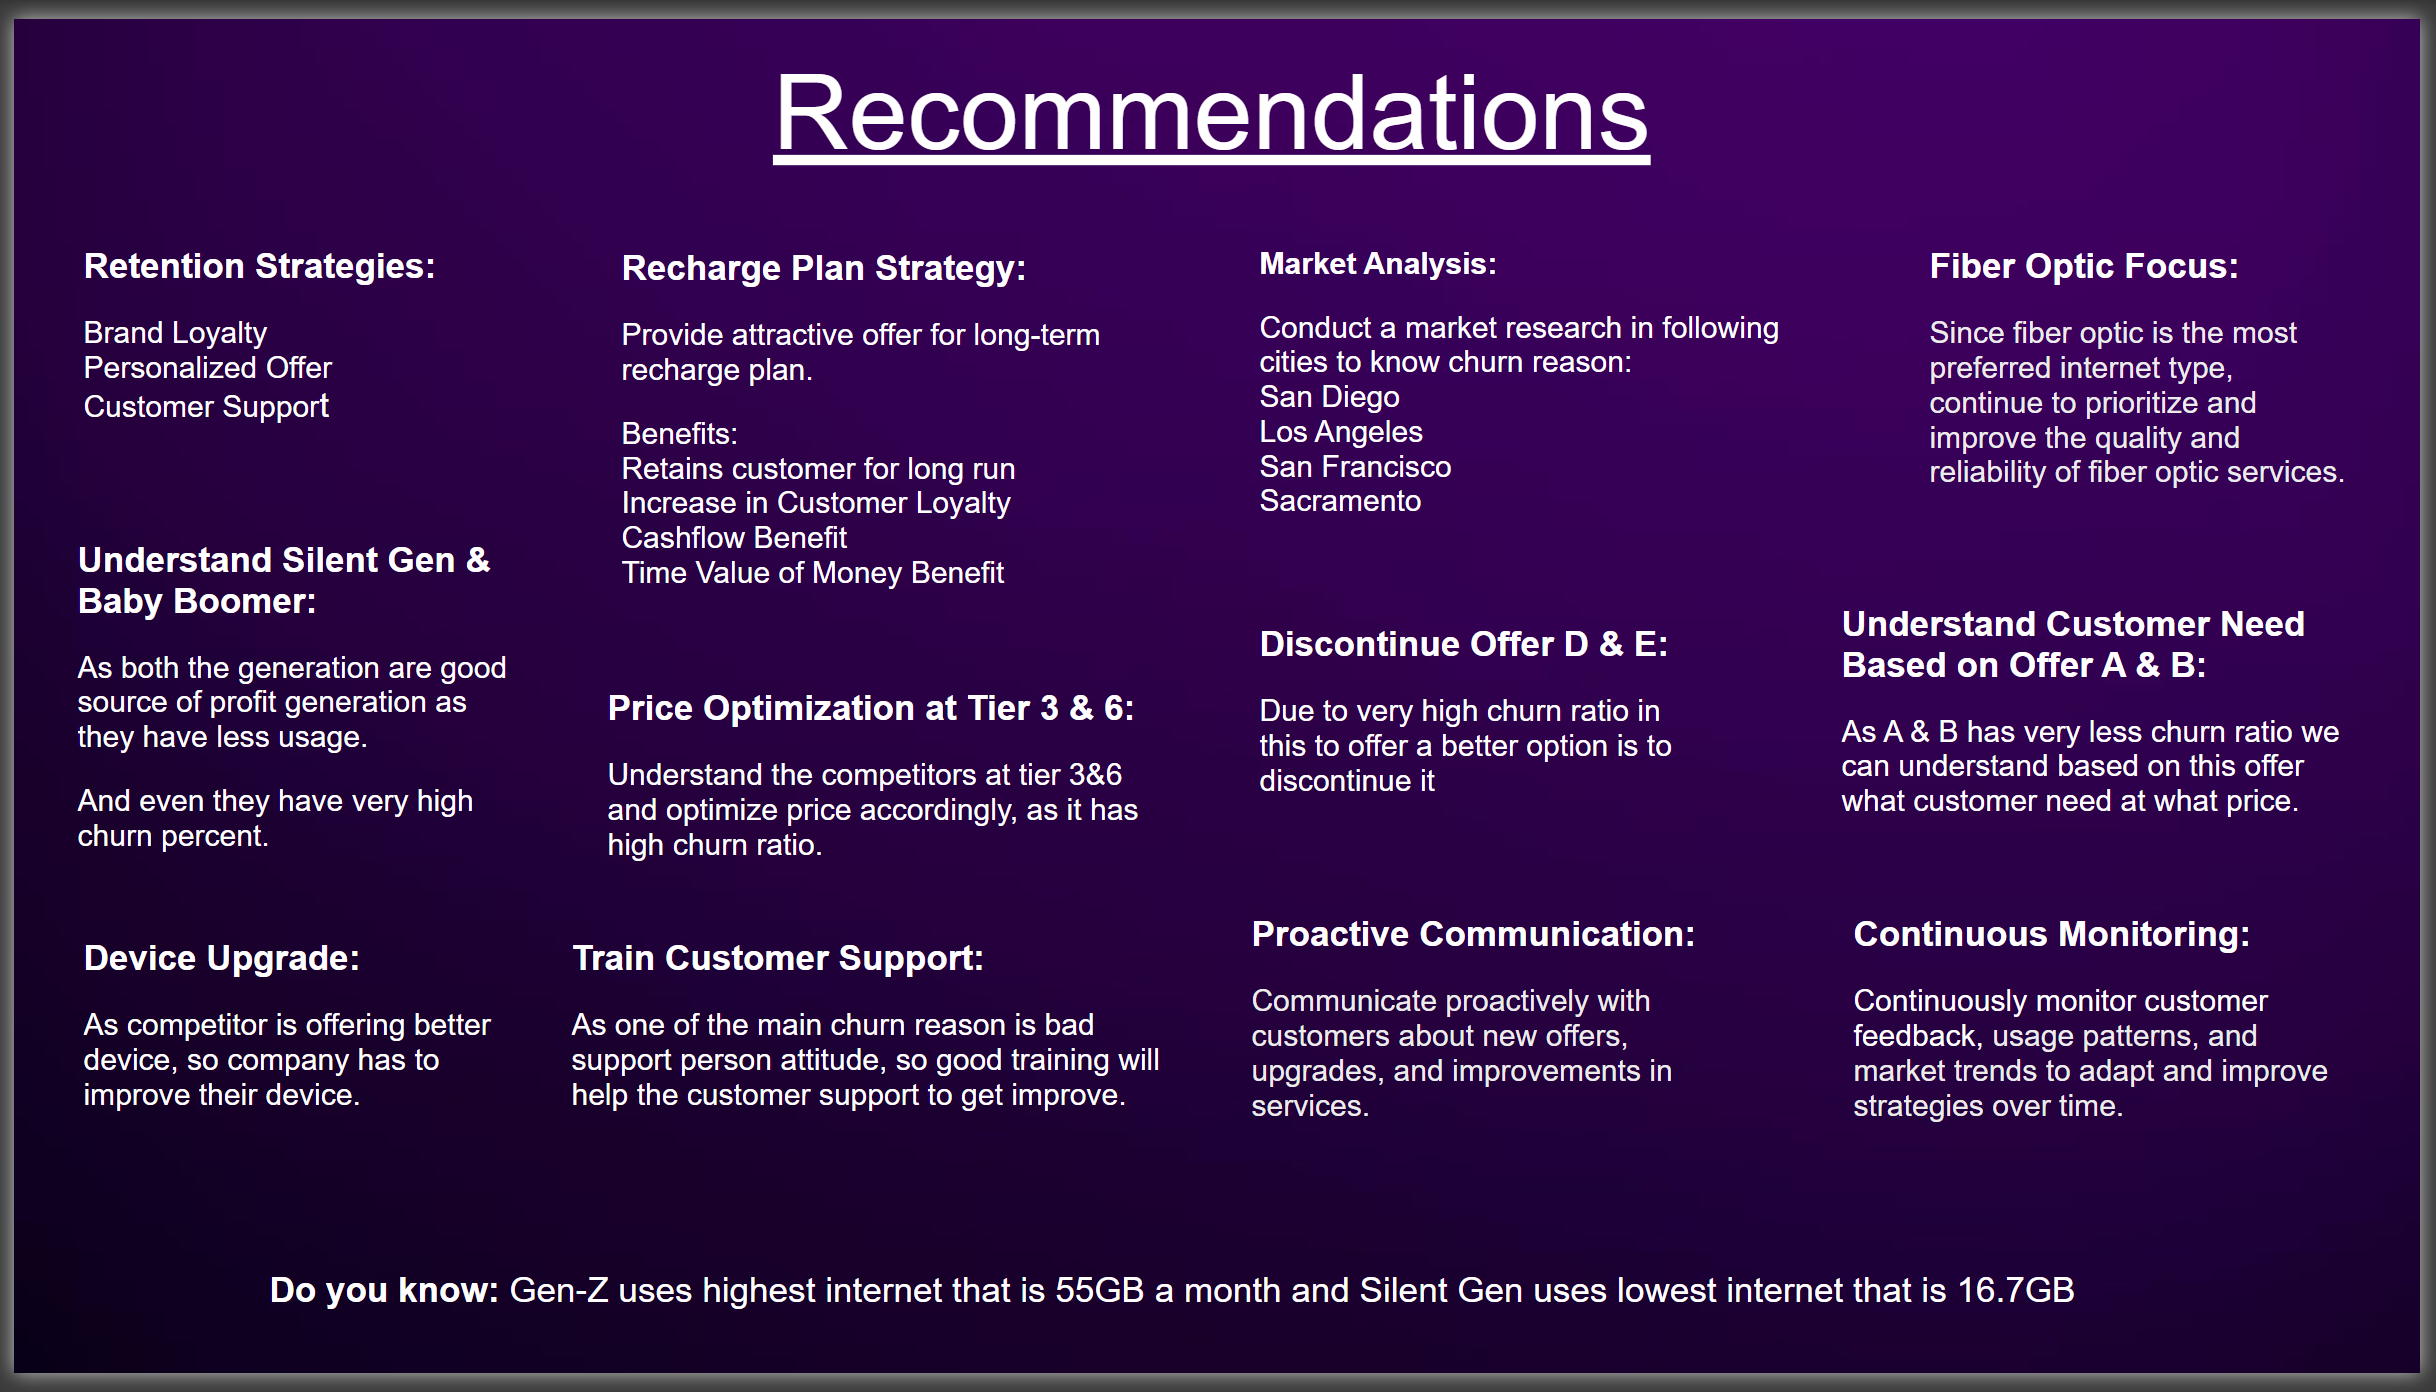 Recommendations
Retention Strategies:
Brand Loyalty
Personalized Offer
Customer Support
Recharge Plan Strategy:
Provide attractive offer for long-term
recharge plan.
Benefits:
Retains customer for long run
Increase in Customer Loyalty
Cashflow Benefit
Time Value of Money Benefit
Market Analysis:
Conduct a market research in following
cities to know churn reason:
San Diego
Los Angeles
San Francisco
Sacramento
Fiber Optic Focus:
Since fiber optic is the most
preferred internet type,
continue to prioritize and
improve the quality and
reliability of fiber optic services.
Understand Silent Gen &
Baby Boomer:
As both the generation are good
source of profit generation as
they have less usage.
And even they have very high
churn percent.
Price Optimization at Tier 3 & 6:
Understand the competitors at tier 3&6
and optimize price accordingly, as it has
high churn ratio.
Discontinue Offer D & E:
Due to very high churn ratio in
this to offer a better option is to
discontinue it
Understand Customer Need
Based on Offer A & B:
As A & B has very less churn ratio we
can understand based on this offer
what customer need at what price.
Device Upgrade:
As competitor is offering better
device, so company has to
improve their device.
Train Customer Support:
As one of the main churn reason is bad
support person attitude, so good training will
help the customer support to get improve.
Proactive Communication:
Communicate proactively with
customers about new offers,
upgrades, and improvements in
services.
Continuous Monitoring:
Continuously monitor customer
feedback, usage patterns, and
market trends to adapt and improve
strategies over time.
Do you know: Gen-Z uses highest internet that is 55GB a month and Silent Gen uses lowest internet that is 16.7GB